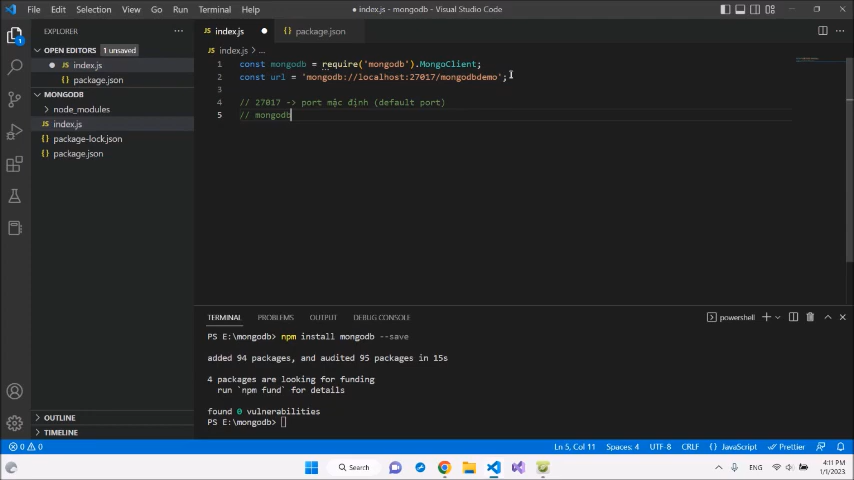 File Edit Selection View Go Run Terminal Help
● index.js - mongodb - Visual Studio Code
EXPLORER
OPEN EDITORS 1 unsaved
JS index.js
{} package.json
MONGODB
node_modules
JS index.js
{} package-lock.json
{} package.json
OUTLINE
TIMELINE
JS index.js
{} package.json
JS index.js > ...
1 const mongodb = require('mongodb').MongoClient;
2 const url = 'mongodb://localhost:27017/mongodbdemo';
3
4 // 27017 -> port mặc định (default port)
5 // mongodb
TERMINAL PROBLEMS OUTPUT DEBUG CONSOLE
powershell
PS E:\mongodb> npm install mongodb --save
added 94 packages, and audited 95 packages in 15s
4 packages are looking for funding
run `npm fund` for details
found 0 vulnerabilities
PS E:\mongodb>
0 0
Ln 5, Col 11 Spaces: 4 UTF-8 CRLF {} JavaScript Prettier
Search
ENG
4:11 PM
1/1/2023